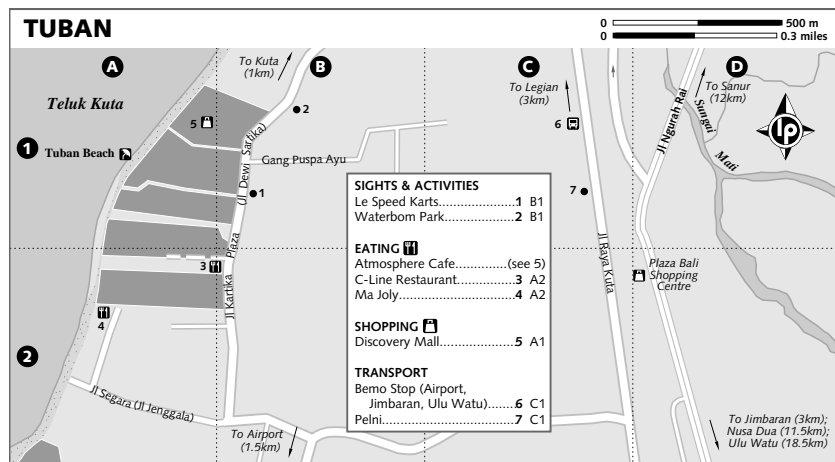 TUBAN
0 500 m
0 0.3 miles
A
B
C
D
1
2
To Kuta
(1km)
Teluk Kuta
5
2
Tuban Beach
(Jl Dewi Sartika)
Gang Puspa Ayu
1
Jl Kartika Plaza
3
4
Jl Segara (Jl Jenggala)
To Airport
(1.5km)
To Legian
(3km)
6
7
Jl Raya Kuta
Jl Ngurah Rai
To Sanur
(12km)
Sungai
Mati
lp
Plaza Bali
Shopping
Centre
To Jimbaran (3km);
Nusa Dua (11.5km);
Ulu Watu (18.5km)
SIGHTS & ACTIVITIES
Le Speed Karts......................1 B1
Waterbom Park.....................2 B1
EATING
Atmosphere Cafe.............(see 5)
C-Line Restaurant.................3 A2
Ma Joly................................4 A2
SHOPPING
Discovery Mall......................5 A1
TRANSPORT
Bemo Stop (Airport,
Jimbaran, Ulu Watu).......6 C1
Pelni....................................7 C1